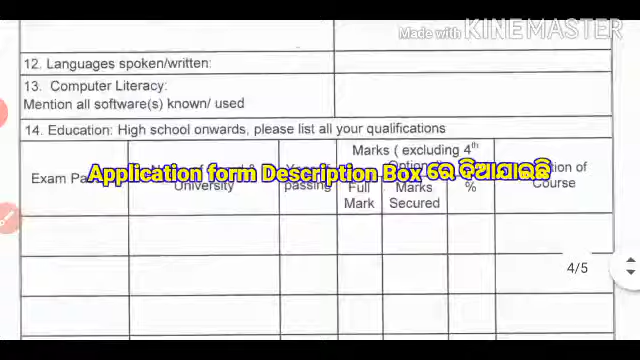 Made with KINEMASTER
12. Languages spoken/written:
13. Computer Literacy:
Mention all software(s) known/ used
14. Education: High school onwards, please list all your qualifications
Marks ( excluding 4th
Exam
University
passing
Full
Mark
Marks
Secured
%
of
Course
Application form Description Box ରେ ଦିଆଯାଇଛି
4/5